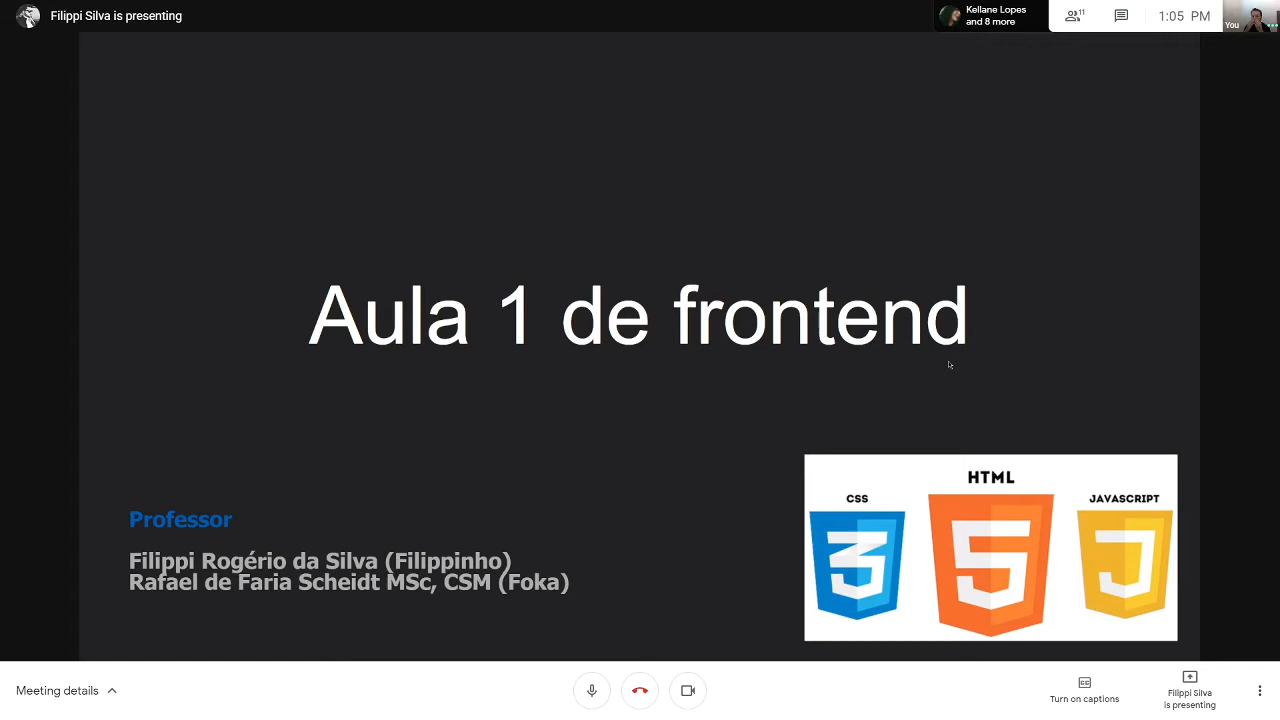 Filippi Silva is presenting
Kellane Lopes
and 8 more
11
1:05 PM
You
Aula 1 de frontend
Professor
Filippi Rogério da Silva (Filippinho)
Rafael de Faria Scheidt MSc, CSM (Foka)
HTML
CSS
JAVASCRIPT
3
5
J
Meeting details
Turn on captions
Filippi Silva
is presenting